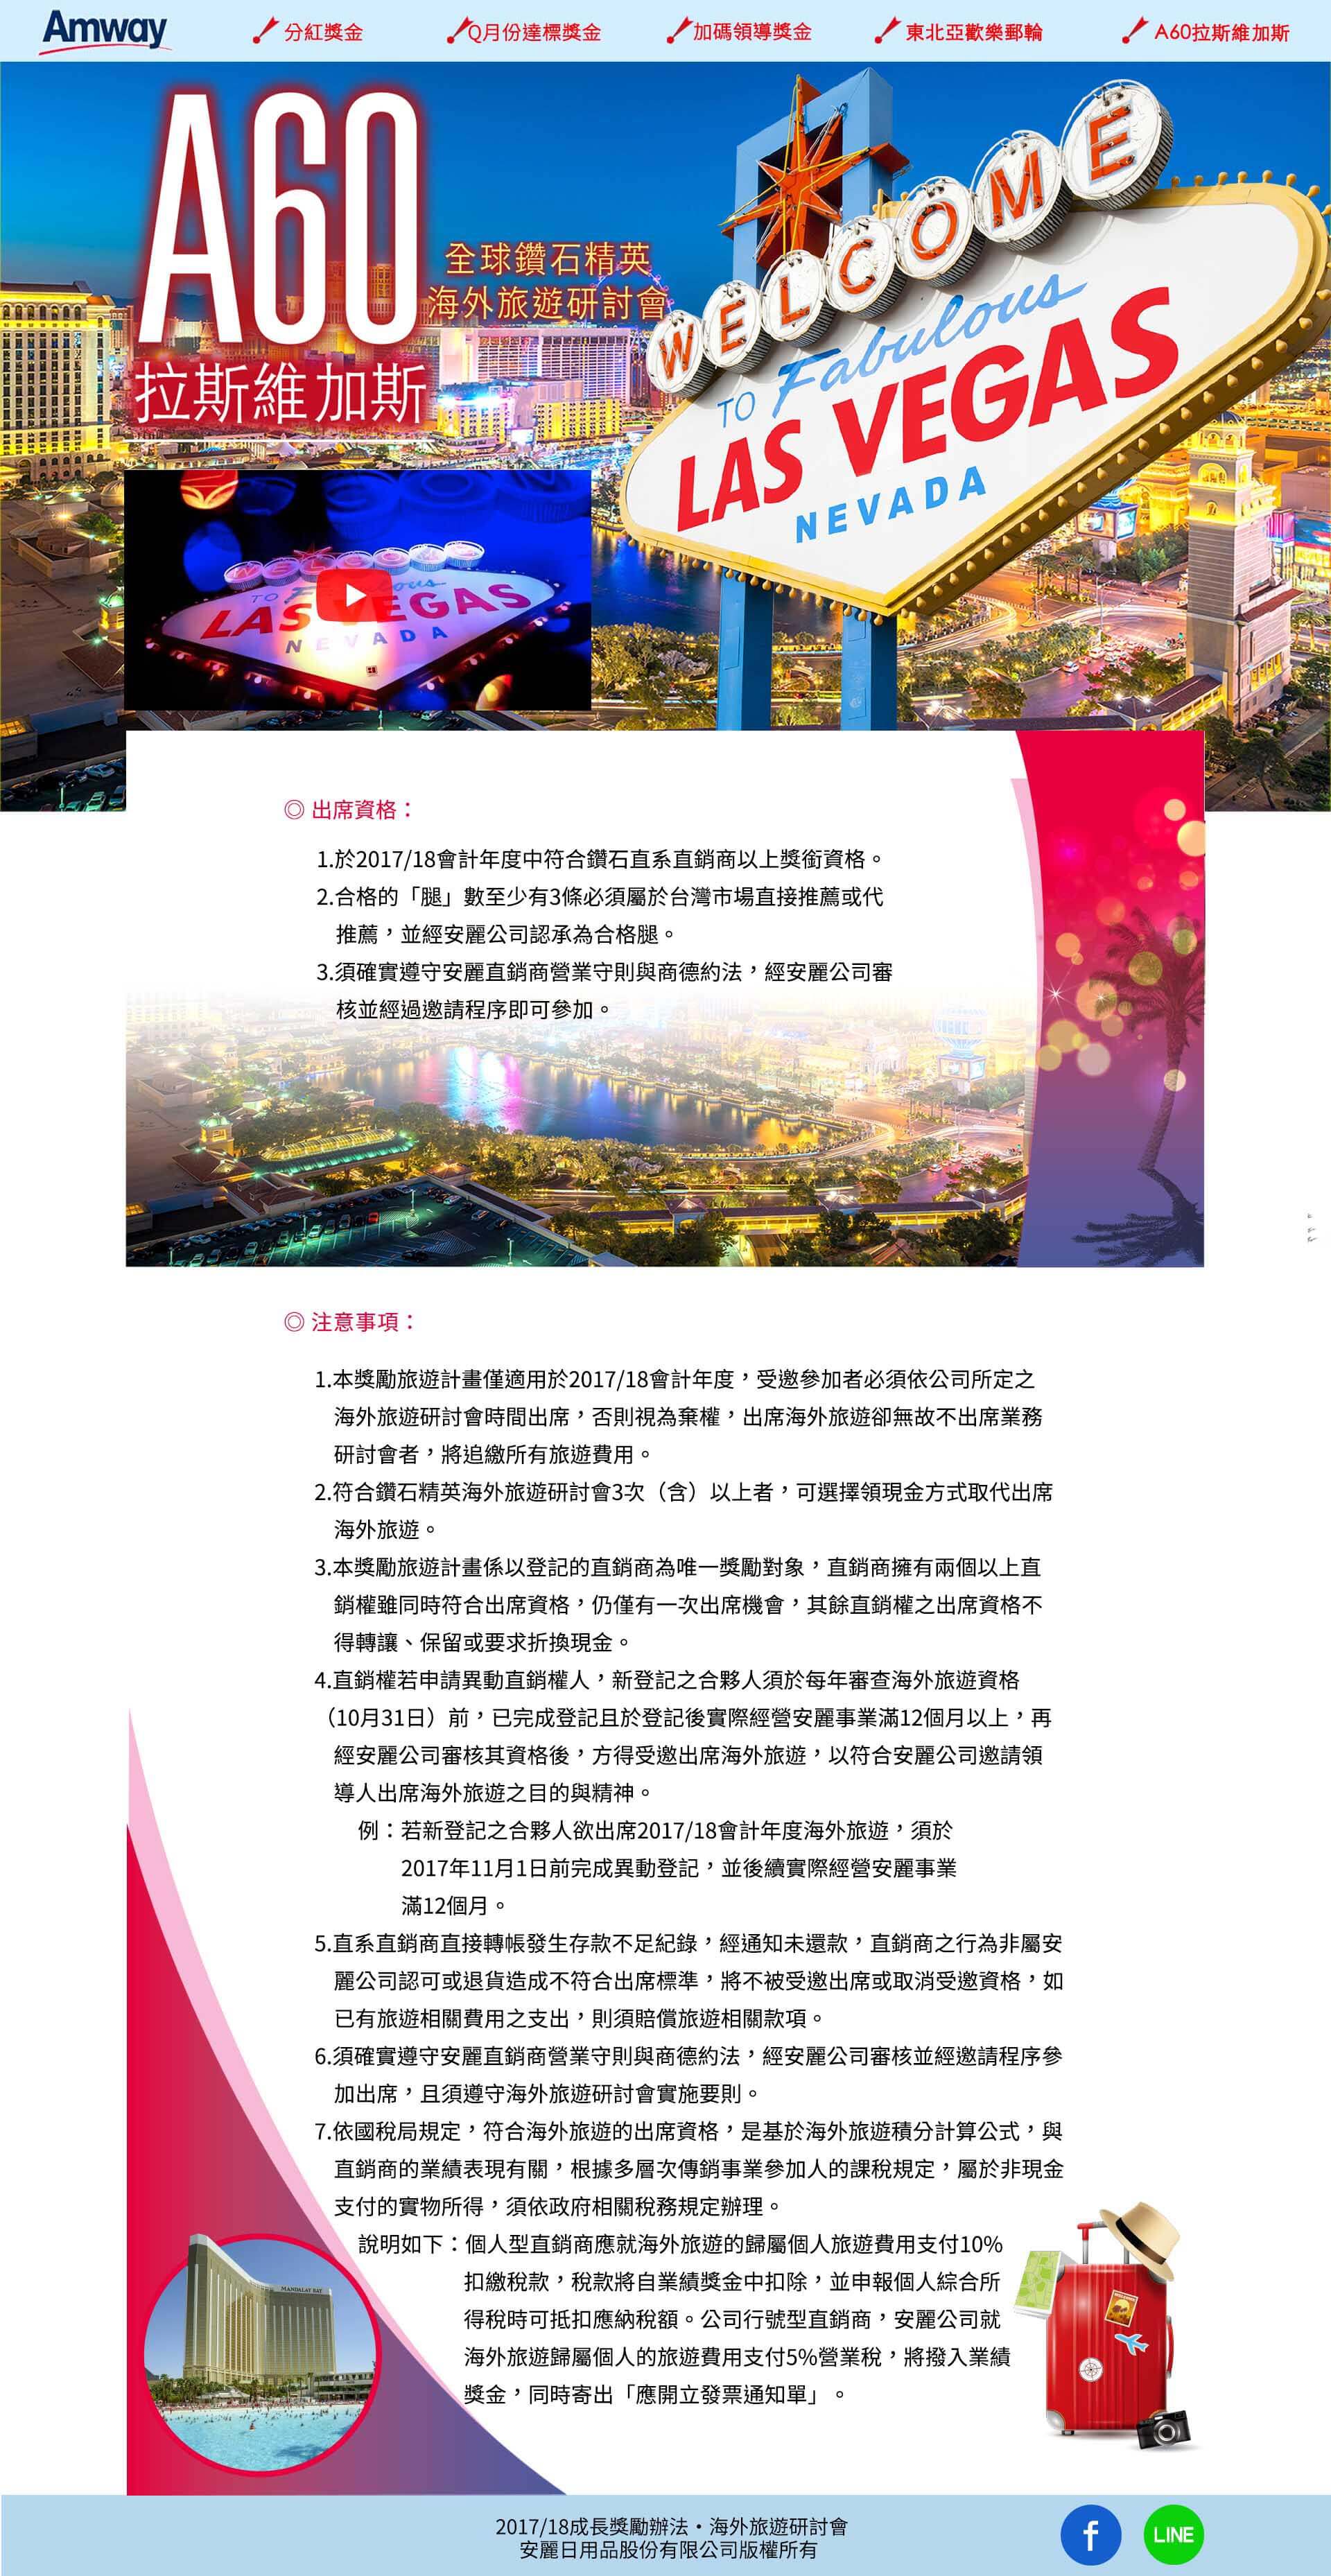 Amway
分紅獎金
Q月份達標獎金
加碼領導獎金
東北亞歡樂郵輪
A60拉斯維加斯
A60
全球鑽石精英
海外旅遊研討會
拉斯維加斯
WELCOME
TO Fabulous
LAS VEGAS
NEVADA
WELCOME
TO
LAS VEGAS
NEVADA
◎ 出席資格：
1.於2017/18會計年度中符合鑽石直系直銷商以上獎銜資格。
2.合格的「腿」數至少有3條必須屬於台灣市場直接推薦或代
推薦，並經安麗公司認承為合格腿。
3.須確實遵守安麗直銷商營業守則與商德約法，經安麗公司審
核並經過邀請程序即可參加。
◎ 注意事項：
1.本獎勵旅遊計畫僅適用於2017/18會計年度，受邀參加者必須依公司所定之
海外旅遊研討會時間出席，否則視為棄權，出席海外旅遊卻無故不出席業務
研討會者，將追繳所有旅遊費用。
2.符合鑽石精英海外旅遊研討會3次（含）以上者，可選擇領現金方式取代出席
海外旅遊。
3.本獎勵旅遊計畫係以登記的直銷商為唯一獎勵對象，直銷商擁有兩個以上直
銷權雖同時符合出席資格，仍僅有一次出席機會，其餘直銷權之出席資格不
得轉讓、保留或要求折換現金。
4.直銷權若申請異動直銷權人，新登記之合夥人須於每年審查海外旅遊資格
（10月31日）前，已完成登記且於登記後實際經營安麗事業滿12個月以上，再
經安麗公司審核其資格後，方得受邀出席海外旅遊，以符合安麗公司邀請領
導人出席海外旅遊之目的與精神。
例：若新登記之合夥人欲出席2017/18會計年度海外旅遊，須於
2017年11月1日前完成異動登記，並後續實際經營安麗事業
滿12個月。
5.直系直銷商直接轉帳發生存款不足紀錄，經通知未還款，直銷商之行為非屬安
麗公司認可或退貨造成不符合出席標準，將不被受邀出席或取消受邀資格，如
已有旅遊相關費用之支出，則須賠償旅遊相關款項。
6.須確實遵守安麗直銷商營業守則與商德約法，經安麗公司審核並經邀請程序參
加出席，且須遵守海外旅遊研討會實施要則。
7.依國稅局規定，符合海外旅遊的出席資格，是基於海外旅遊積分計算公式，與
直銷商的業績表現有關，根據多層次傳銷事業參加人的課稅規定，屬於非現金
支付的實物所得，須依政府相關稅務規定辦理。
說明如下：個人型直銷商應就海外旅遊的歸屬個人旅遊費用支付10%
扣繳稅款，稅款將自業績獎金中扣除，並申報個人綜合所
得稅時可抵扣應納稅額。公司行號型直銷商，安麗公司就
海外旅遊歸屬個人的旅遊費用支付5%營業稅，將撥入業績
獎金，同時寄出「應開立發票通知單」。
MANDALAY BAY
2017/18成長獎勵辦法・海外旅遊研討會
安麗日用品股份有限公司版權所有
f
LINE